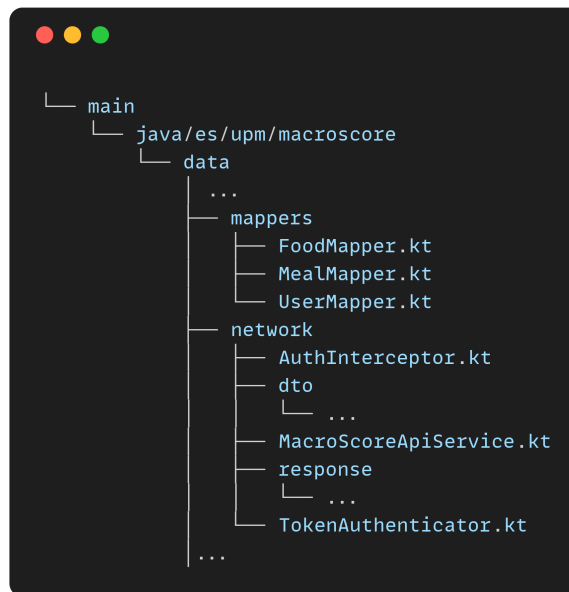 └── main
    └── java/es/upm/macroscore
        └── data
            │ ...
            ├── mappers
            │   ├── FoodMapper.kt
            │   ├── MealMapper.kt
            │   └── UserMapper.kt
            ├── network
            │   ├── AuthInterceptor.kt
            │   ├── dto
            │   │   └── ...
            │   ├── MacroScoreApiService.kt
            │   ├── response
            │   │   └── ...
            │   └── TokenAuthenticator.kt
            │...